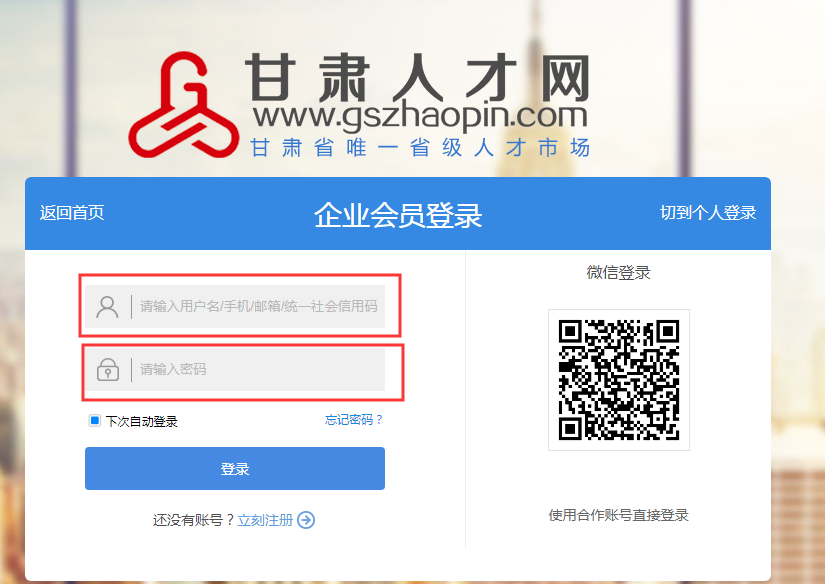 甘肃人才网
www.gszhaopin.com
甘肃省唯一省级人才市场
返回首页
企业会员登录
切到个人登录
请输入用户名/手机/邮箱/统一社会信用码
请输入密码
下次自动登录
忘记密码？
登录
还没有账号？立刻注册
微信登录
使用合作账号直接登录